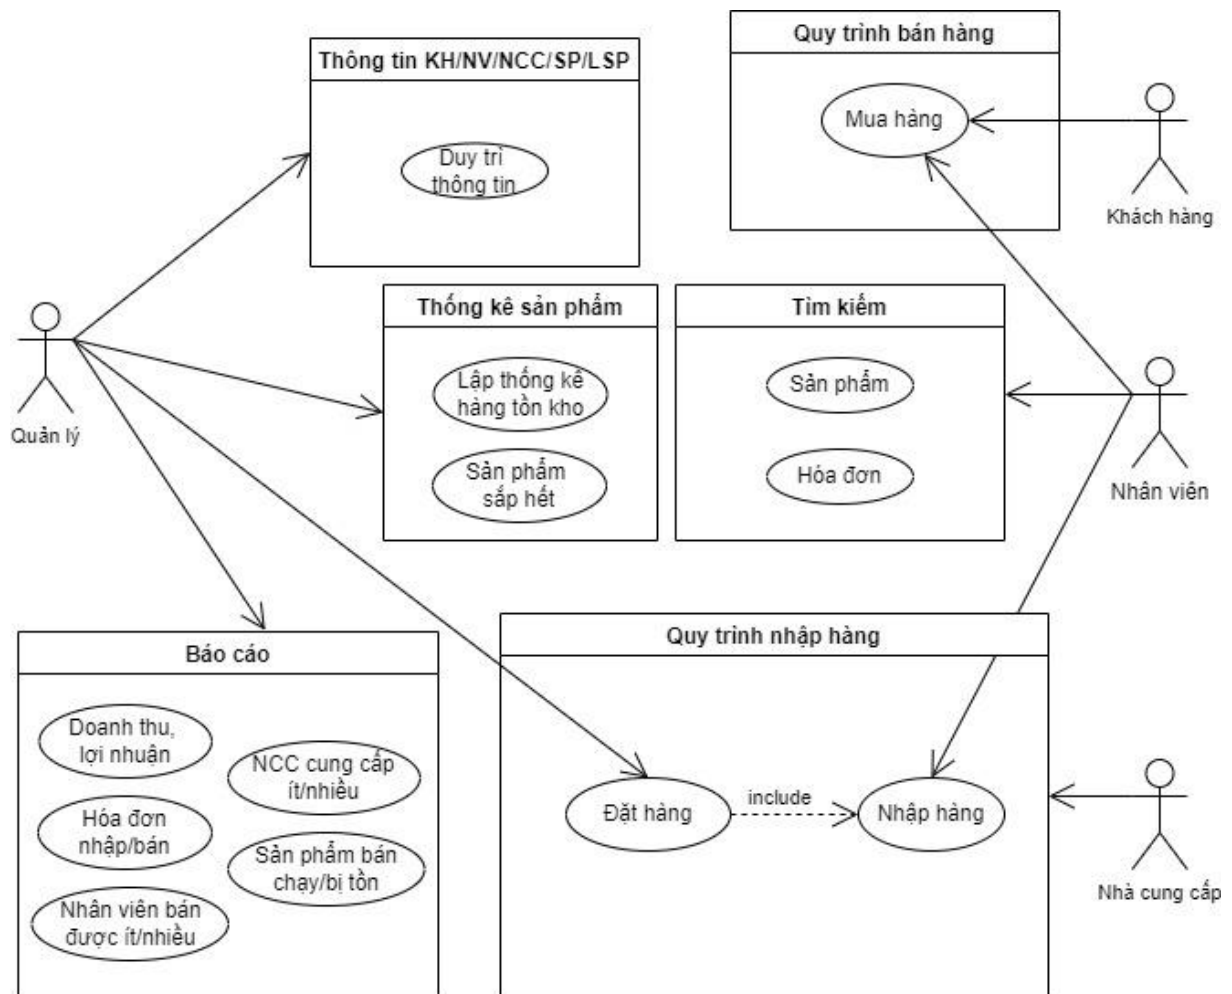 Thông tin KH/NV/NCC/SP/LSP
Duy trì
thông tin
Quy trình bán hàng
Mua hàng
Khách hàng
Quản lý
Thống kê sản phẩm
Lập thống kê
hàng tồn kho
Sản phẩm
sắp hết
Tìm kiếm
Sản phẩm
Hóa đơn
Nhân viên
Báo cáo
Doanh thu,
lợi nhuận
NCC cung cấp
ít/nhiều
Hóa đơn
nhập/bán
Sản phẩm bán
chạy/bị tồn
Nhân viên bán
được ít/nhiều
Quy trình nhập hàng
Đặt hàng
include
Nhập hàng
Nhà cung cấp